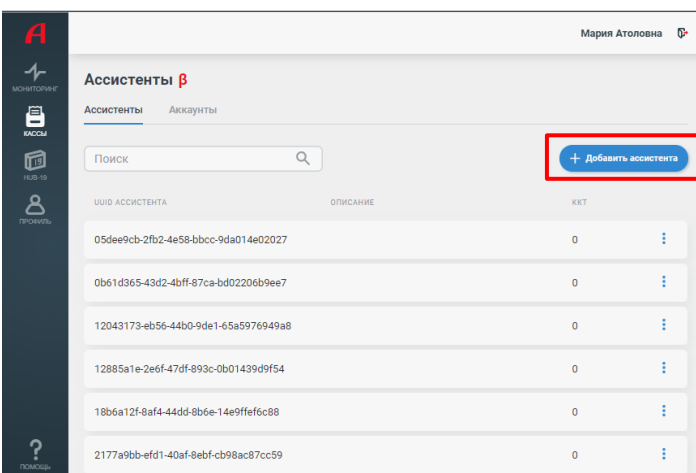 А
Мария Атоловна
МОНИТОРИНГ
КАССЫ
19
HUB-19
ПРОФИЛЬ
ПОМОЩЬ
Ассистенты β
Ассистенты Аккаунты
Поиск
+ Добавить ассистента
UUID АССИСТЕНТА ОПИСАНИЕ ККТ
05dee9cb-2fb2-4e58-bbcc-9da014e02027 0
0b61d365-43d2-4bff-87ca-bd02206b9ee7 0
12043173-eb56-44b0-9de1-65a5976949a8 0
12885a1e-2e6f-47df-893c-0b01439d9f54 0
18b6a12f-8af4-44dd-8b6e-14e9ffef6c88 0
2177a9bb-efd1-40af-8ebf-cb98ac87cc59 0